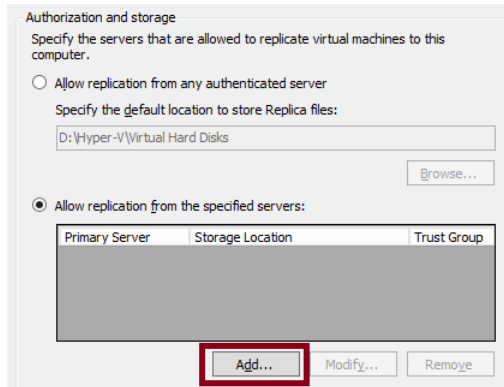 Authorization and storage
Specify the servers that are allowed to replicate virtual machines to this
computer.
Allow replication from any authenticated server
Specify the default location to store Replica files:
D:\Hyper-V\Virtual Hard Disks
Browse...
Allow replication from the specified servers:
Primary Server Storage Location Trust Group
Add... Modify... Remove